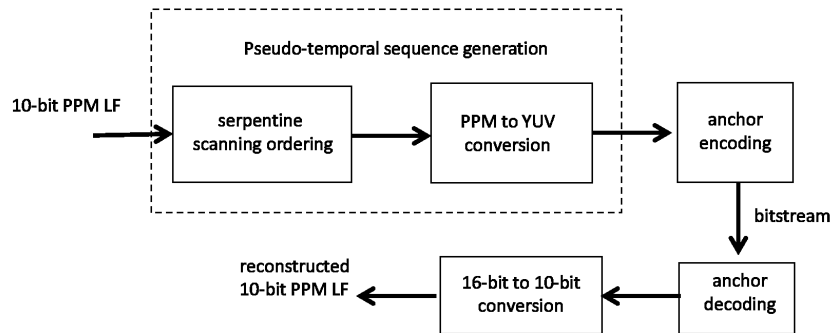 Pseudo-temporal sequence generation
10-bit PPM LF
serpentine
scanning ordering
PPM to YUV
conversion
anchor
encoding
bitstream
anchor
decoding
16-bit to 10-bit
conversion
reconstructed
10-bit PPM LF